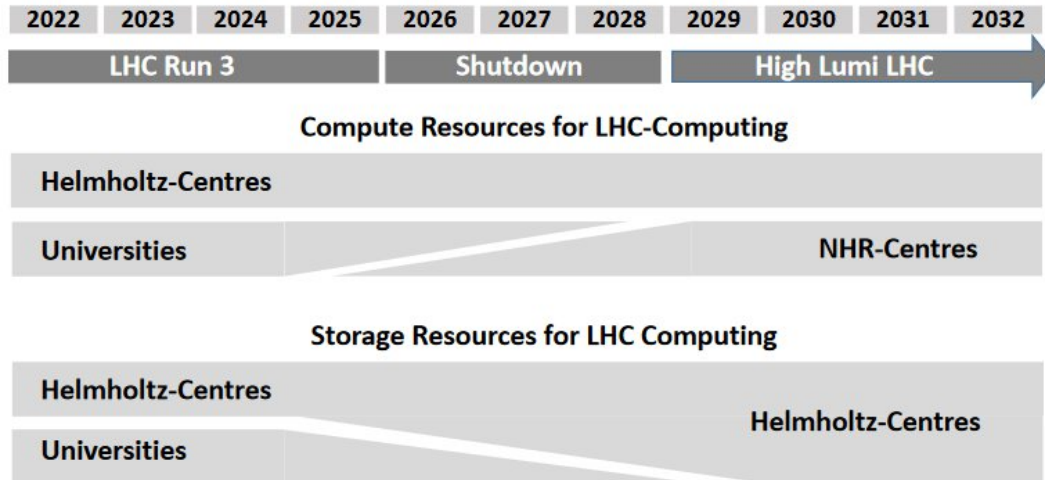 2022 2023 2024 2025 2026 2027 2028 2029 2030 2031 2032
LHC Run 3 Shutdown High Lumi LHC
Compute Resources for LHC-Computing
Helmholtz-Centres
Universities NHR-Centres
Storage Resources for LHC Computing
Helmholtz-Centres
Helmholtz-Centres
Universities